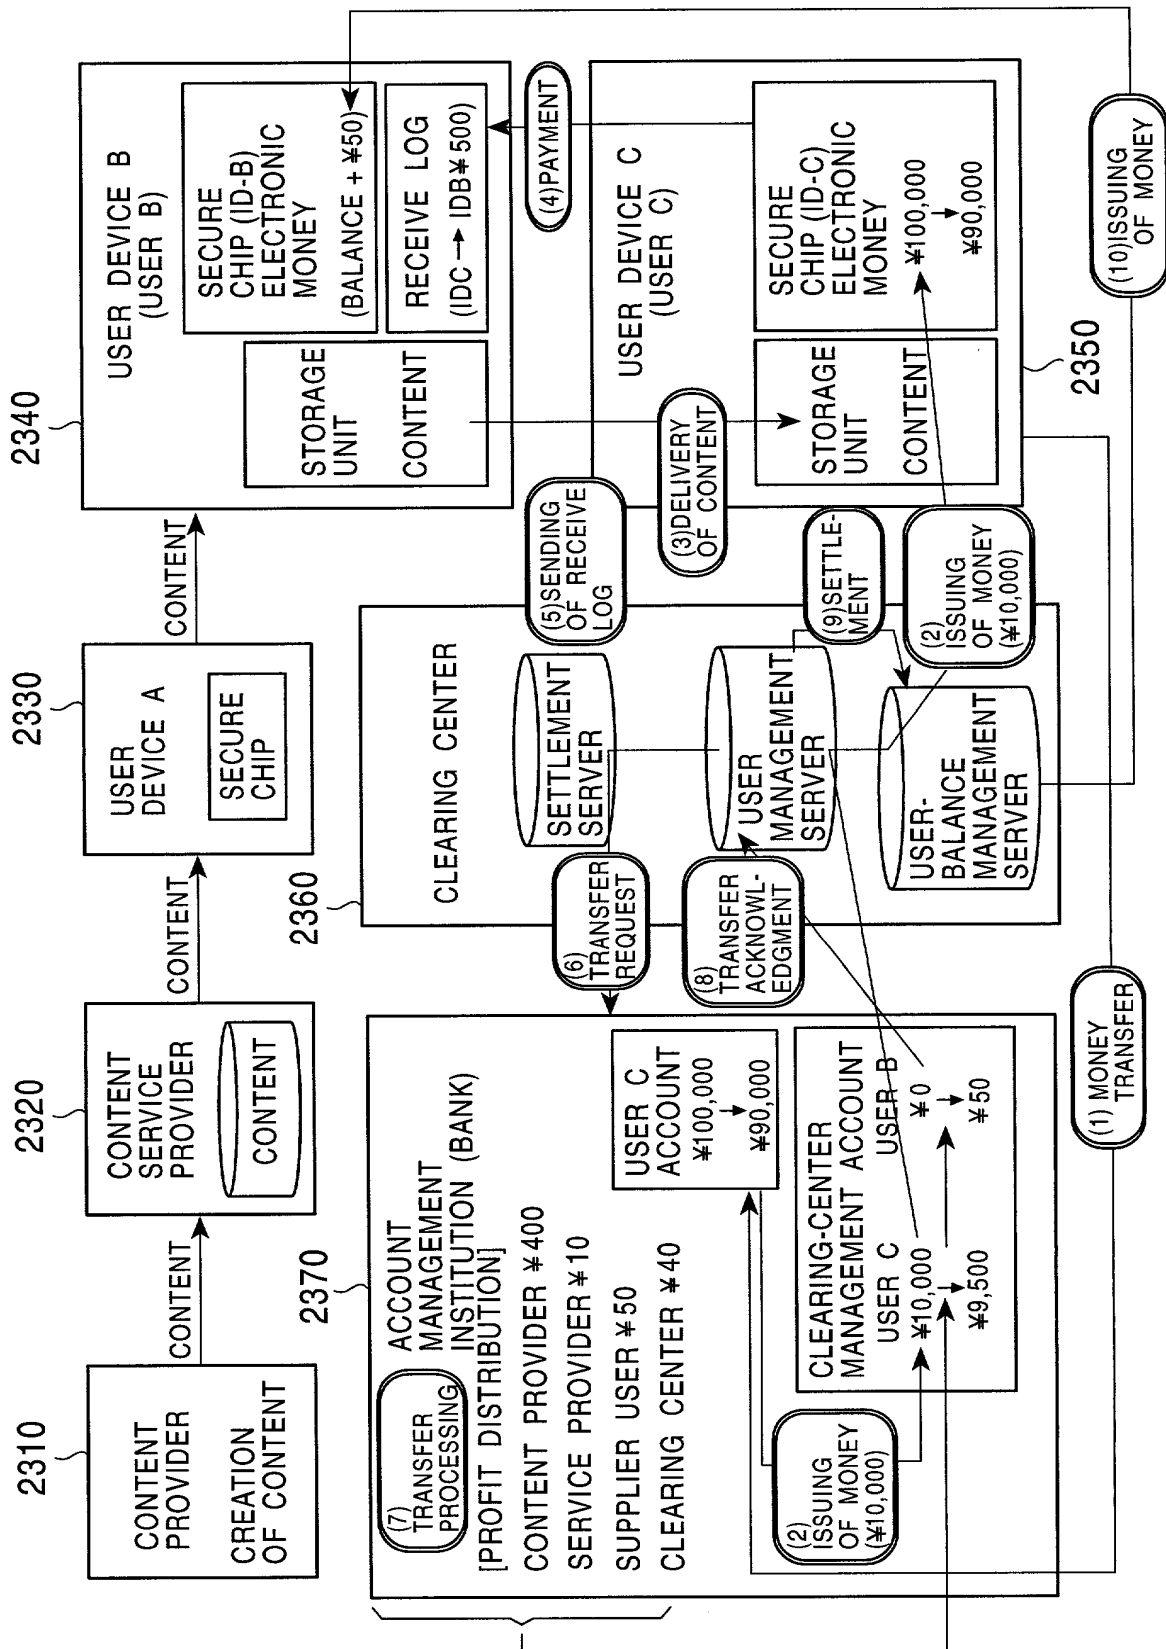 2310
CONTENT
PROVIDER
CREATION
OF CONTENT
CONTENT
2320
CONTENT
SERVICE
PROVIDER
CONTENT
CONTENT
2330
USER
DEVICE A
SECURE
CHIP
CONTENT
2340
USER DEVICE B
(USER B)
STORAGE
UNIT
CONTENT
SECURE
CHIP (ID-B)
ELECTRONIC
MONEY
(BALANCE + ¥50)
RECEIVE LOG
(IDC → IDB¥500)
2370
(7)
TRANSFER
PROCESSING
ACCOUNT
MANAGEMENT
INSTITUTION (BANK)
[PROFIT DISTRIBUTION]
CONTENT PROVIDER ¥400
SERVICE PROVIDER ¥10
SUPPLIER USER ¥50
CLEARING CENTER ¥40
USER C
ACCOUNT
¥100,000
¥90,000
(2)
ISSUING
OF MONEY
(¥10,000)
CLEARING-CENTER
MANAGEMENT ACCOUNT
USER C
¥10,000
¥9,500
USER B
¥0
¥50
2360
CLEARING CENTER
SETTLEMENT
SERVER
USER
MANAGEMENT
SERVER
USER-
BALANCE
MANAGEMENT
SERVER
(6)
TRANSFER
REQUEST
(8)
TRANSFER
ACKNOWL-
EDGMENT
(5)SENDING
OF RECEIVE
LOG
(3)DELIVERY
OF CONTENT
(4)PAYMENT
(9)SETTLE-
MENT
(2)
ISSUING
OF MONEY
(¥10,000)
USER DEVICE C
(USER C)
STORAGE
UNIT
CONTENT
SECURE
CHIP (ID-C)
ELECTRONIC
MONEY
¥100,000
¥90,000
2350
(1) MONEY
TRANSFER
(10)ISSUING
OF MONEY